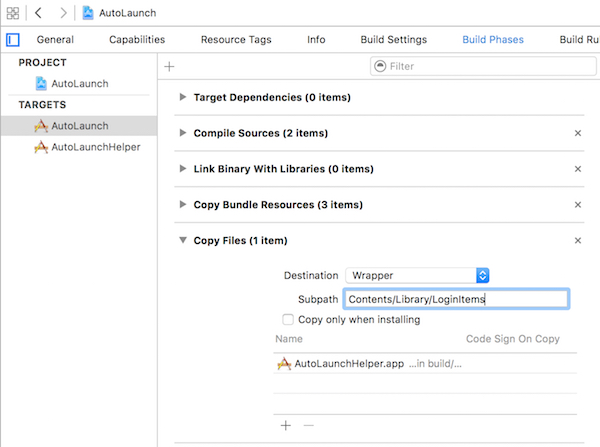 AutoLaunch
General Capabilities Resource Tags Info Build Settings Build Phases Build Ru
PROJECT
AutoLaunch
TARGETS
AutoLaunch
AutoLaunchHelper
Filter
Target Dependencies (0 items)
Compile Sources (2 items)
Link Binary With Libraries (0 items)
Copy Bundle Resources (3 items)
Copy Files (1 item)
Destination Wrapper
Subpath Contents/Library/LoginItems
Copy only when installing
Name Code Sign On Copy
AutoLaunchHelper.app ...in build/...